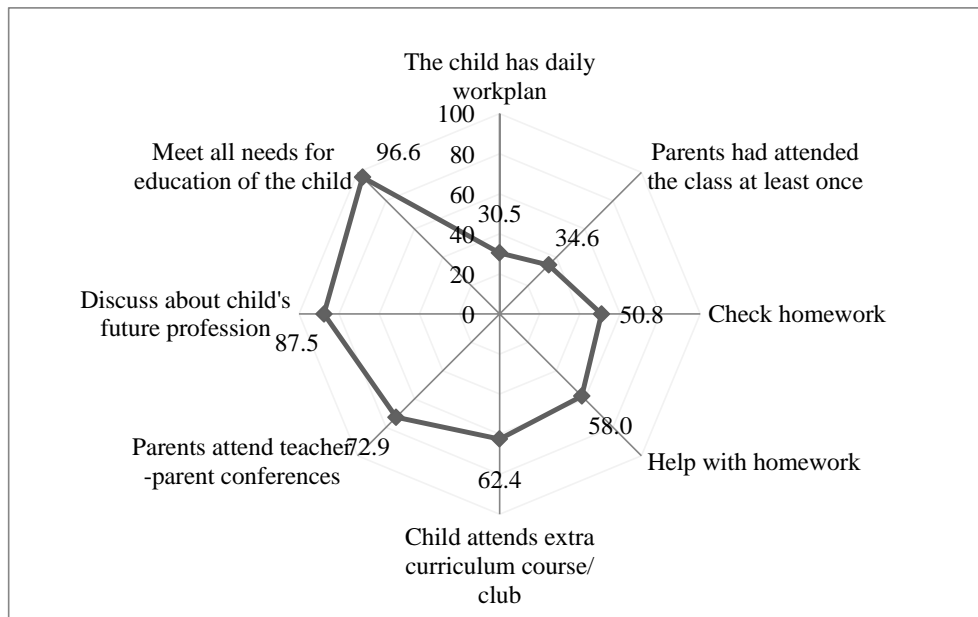 The child has daily
workplan
100
80
60
40
20
0
30.5
Parents had attended
the class at least once
34.6
Check homework
50.8
Help with homework
58.0
Child attends extra
curriculum course/
club
62.4
Parents attend teacher
-parent conferences
72.9
Discuss about child's
future profession
87.5
Meet all needs for
education of the child
96.6